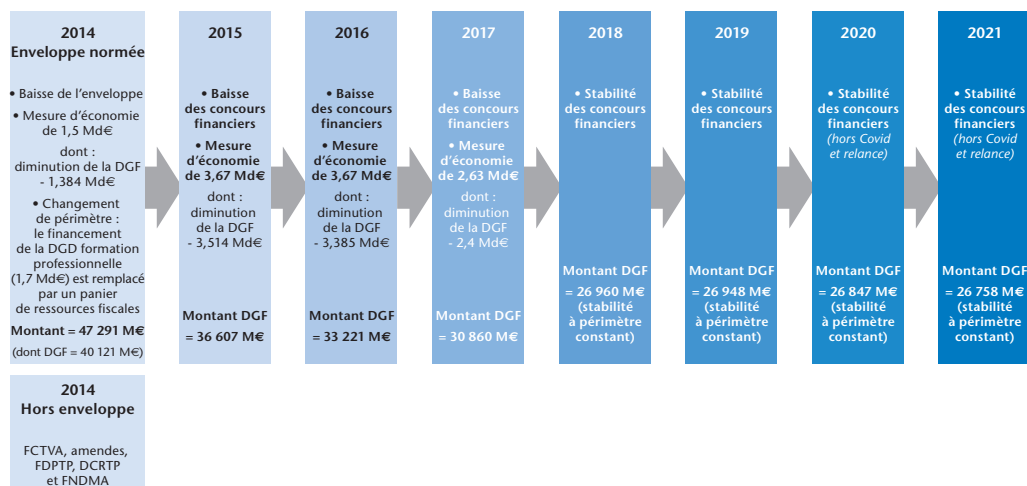 2014
Enveloppe normée
• Baisse de l’enveloppe
• Mesure d’économie
de 1,5 Md€
dont :
diminution de la DGF
- 1,384 Md€
• Changement
de périmètre :
le financement
de la DGD formation
professionnelle
(1,7 Md€) est remplacé
par un panier
de ressources fiscales
Montant = 47 291 M€
(dont DGF = 40 121 M€)
2014
Hors enveloppe
FCTVA, amendes,
FDPTP, DCRTP
et FNDMA
2015
• Baisse
des concours
financiers
• Mesure
d’économie
de 3,67 Md€
dont :
diminution
de la DGF
- 3,514 Md€
Montant DGF
= 36 607 M€
2016
• Baisse
des concours
financiers
• Mesure
d’économie
de 3,67 Md€
dont :
diminution
de la DGF
- 3,385 Md€
Montant DGF
= 33 221 M€
2017
• Baisse
des concours
financiers
• Mesure
d’économie
de 2,63 Md€
dont :
diminution
de la DGF
- 2,4 Md€
Montant DGF
= 30 860 M€
2018
• Stabilité
des concours
financiers
Montant DGF
= 26 960 M€
(stabilité
à périmètre
constant)
2019
• Stabilité
des concours
financiers
Montant DGF
= 26 948 M€
(stabilité
à périmètre
constant)
2020
• Stabilité
des concours
financiers
(hors Covid
et relance)
Montant DGF
= 26 847 M€
(stabilité
à périmètre
constant)
2021
• Stabilité
des concours
financiers
(hors Covid
et relance)
Montant DGF
= 26 758 M€
(stabilité
à périmètre
constant)